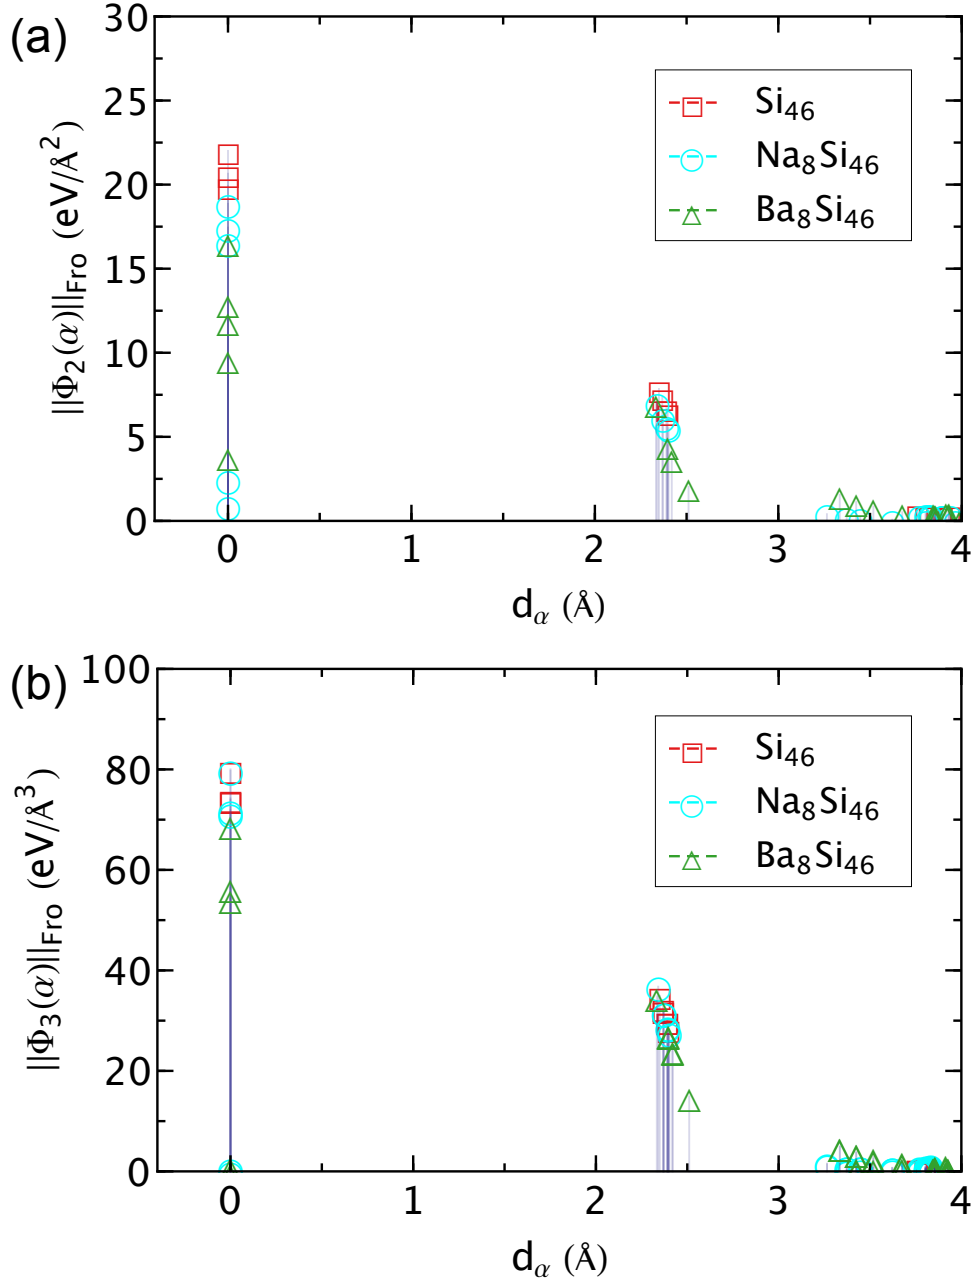 (a)
30
25
20
15
10
5
0
||Φ₂(α)||Fro (eV/Å²)
Si₄₆
Na₈Si₄₆
Ba₈Si₄₆
0 1 2 3 4
dα (Å)
(b)
100
80
60
40
20
0
||Φ₃(α)||Fro (eV/Å³)
Si₄₆
Na₈Si₄₆
Ba₈Si₄₆
0 1 2 3 4
dα (Å)